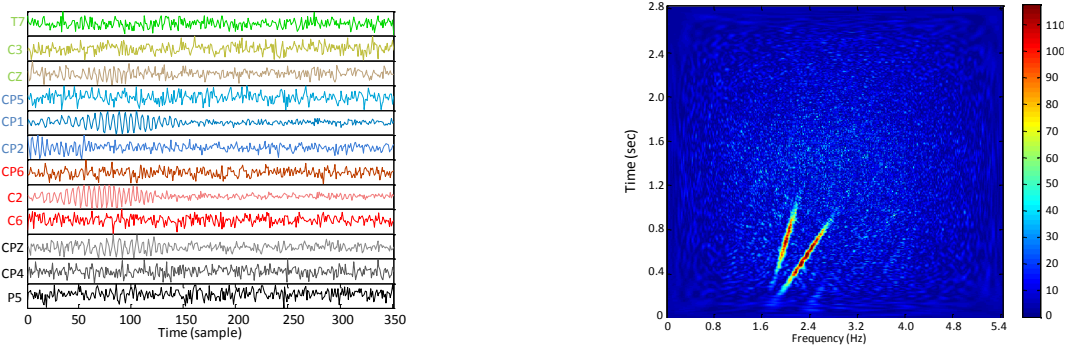 T7
C3
CZ
CP5
CP1
CP2
CP6
C2
C6
CPZ
CP4
P5
0 50 100 150 200 250 300 350
Time (sample)
2.8
2.4
2.0
1.6
1.2
0.8
0.4
0
Time (sec)
0 0.8 1.6 2.4 3.2 4.0 4.8 5.4
Frequency (Hz)
110
100
90
80
70
60
50
40
30
20
10
0